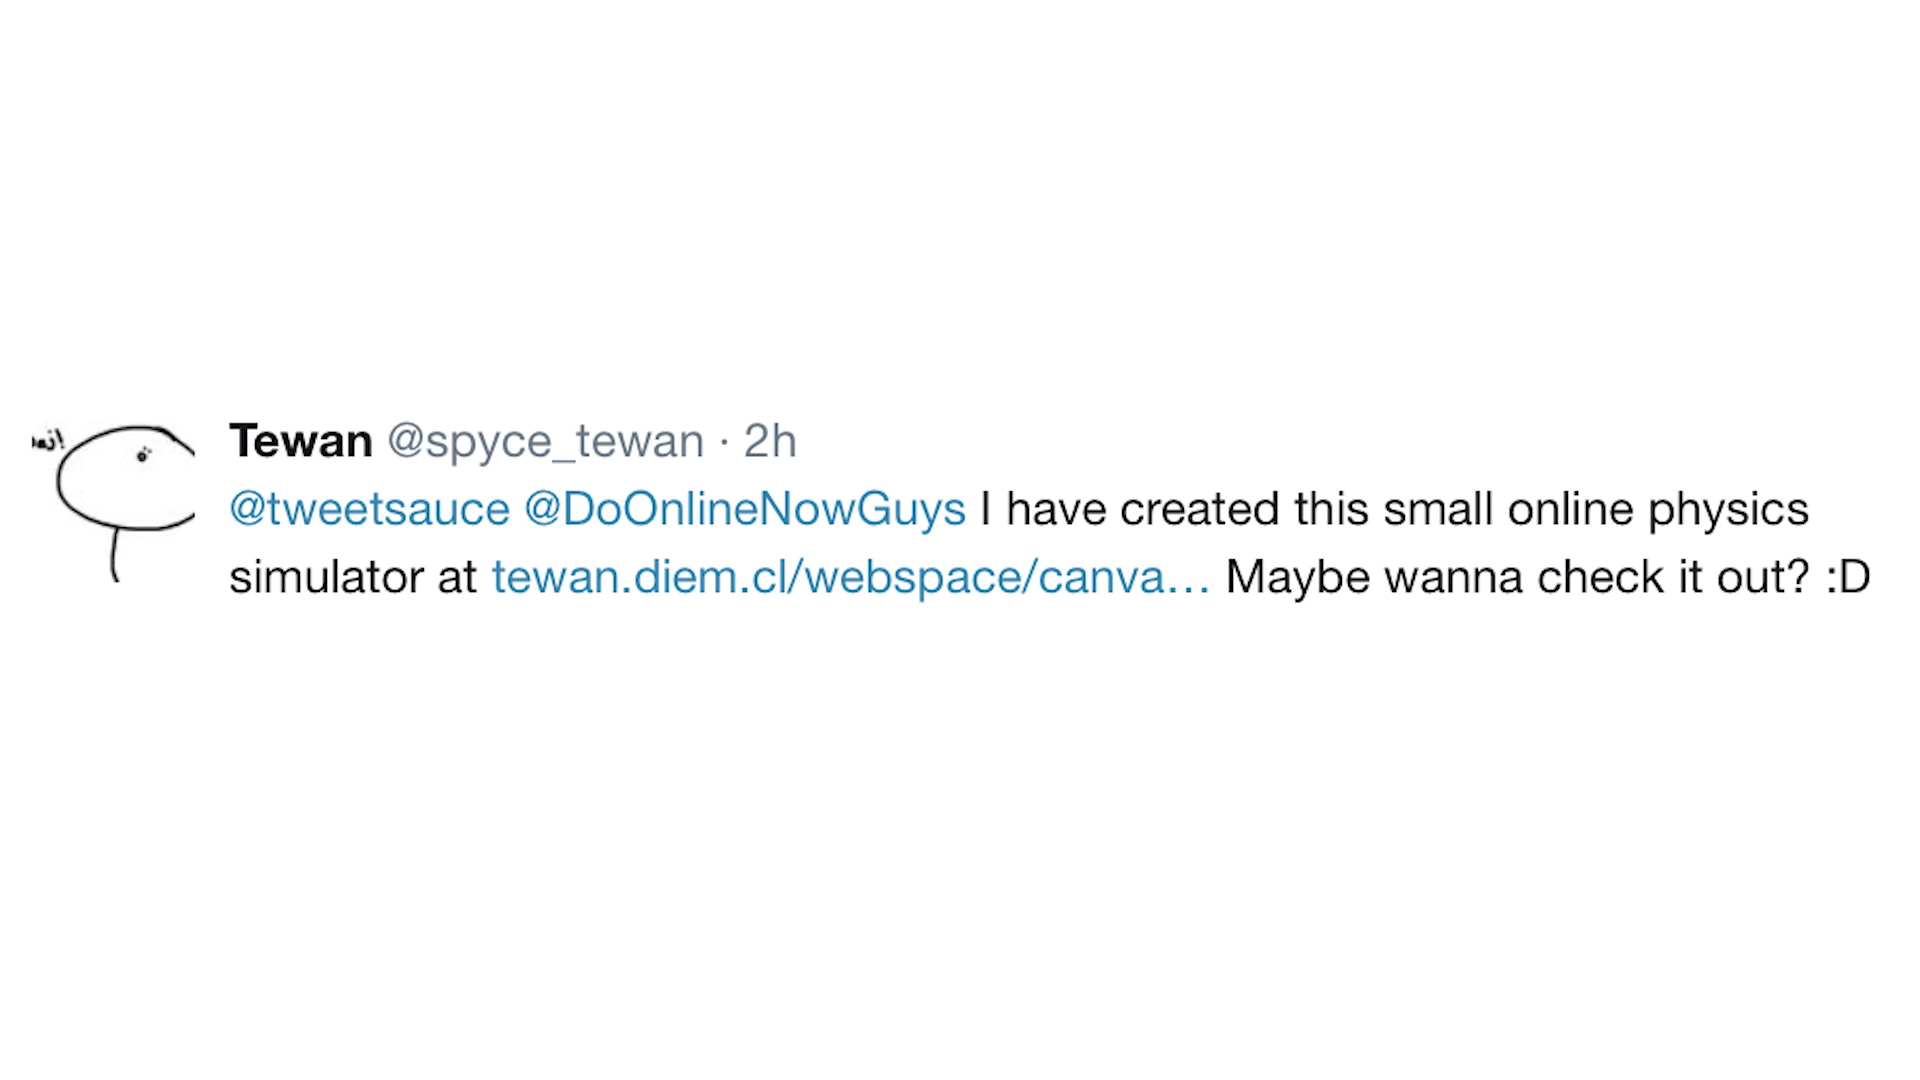 Tewan @spyce_tewan · 2h
@tweetsauce @DoOnlineNowGuys I have created this small online physics
simulator at tewan.diem.cl/webspace/canva... Maybe wanna check it out? :D